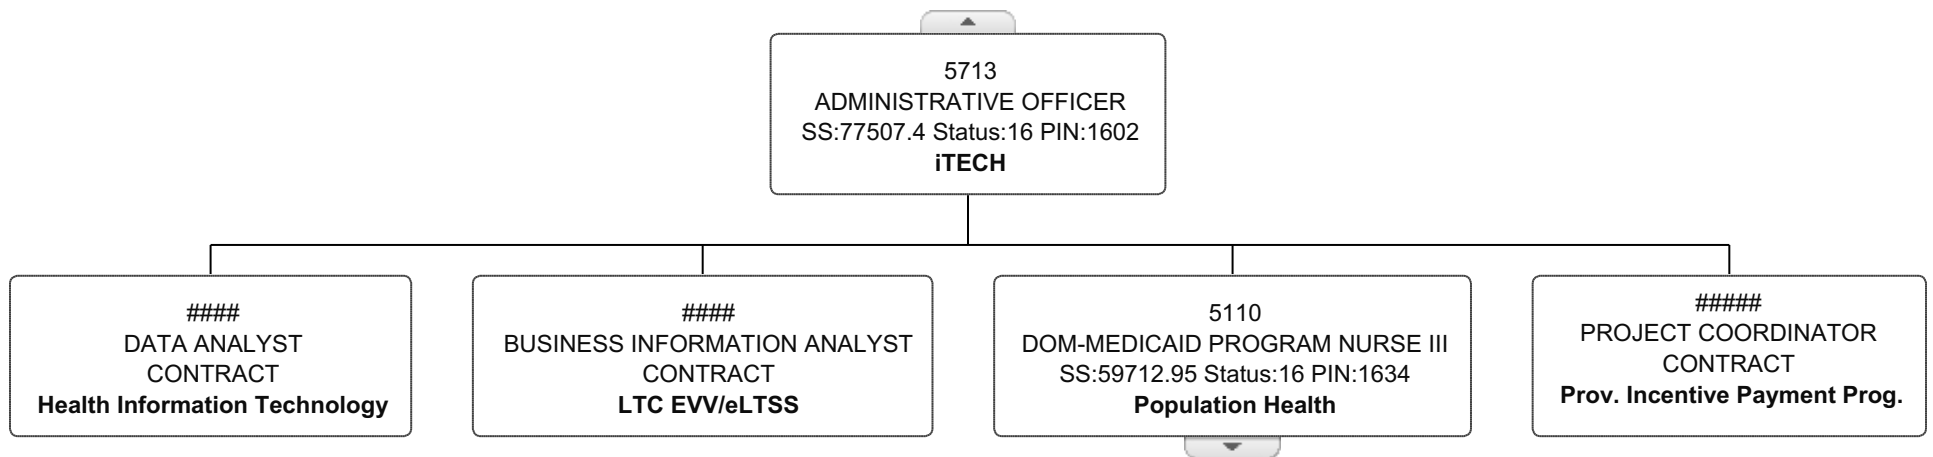 5713
ADMINISTRATIVE OFFICER
SS:77507.4 Status:16 PIN:1602
iTECH
####
DATA ANALYST
CONTRACT
Health Information Technology
####
BUSINESS INFORMATION ANALYST
CONTRACT
LTC EVV/eLTSS
5110
DOM-MEDICAID PROGRAM NURSE III
SS:59712.95 Status:16 PIN:1634
Population Health
#####
PROJECT COORDINATOR
CONTRACT
Prov. Incentive Payment Prog.